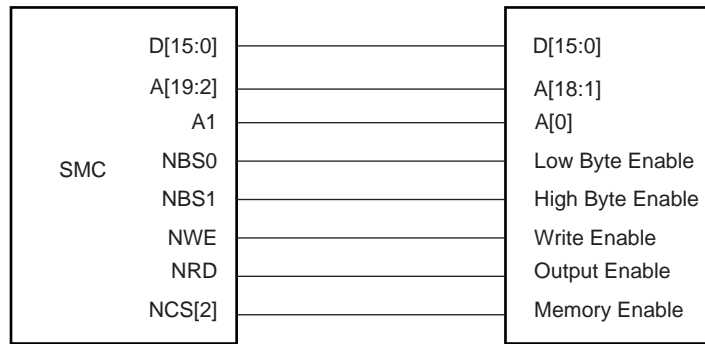 D[15:0] D[15:0]
A[19:2] A[18:1]
A1 A[0]
NBS0 Low Byte Enable
SMC
NBS1 High Byte Enable
NWE Write Enable
NRD Output Enable
NCS[2] Memory Enable